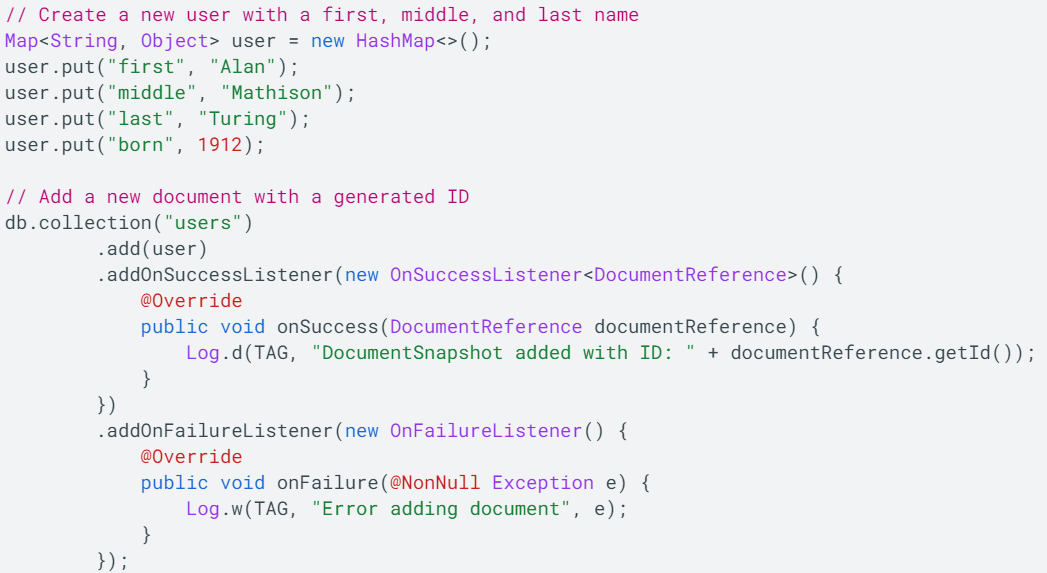 // Create a new user with a first, middle, and last name
Map<String, Object> user = new HashMap<>();
user.put("first", "Alan");
user.put("middle", "Mathison");
user.put("last", "Turing");
user.put("born", 1912);

// Add a new document with a generated ID
db.collection("users")
        .add(user)
        .addOnSuccessListener(new OnSuccessListener<DocumentReference>() {
            @Override
            public void onSuccess(DocumentReference documentReference) {
                Log.d(TAG, "DocumentSnapshot added with ID: " + documentReference.getId());
            }
        })
        .addOnFailureListener(new OnFailureListener() {
            @Override
            public void onFailure(@NonNull Exception e) {
                Log.w(TAG, "Error adding document", e);
            }
        });